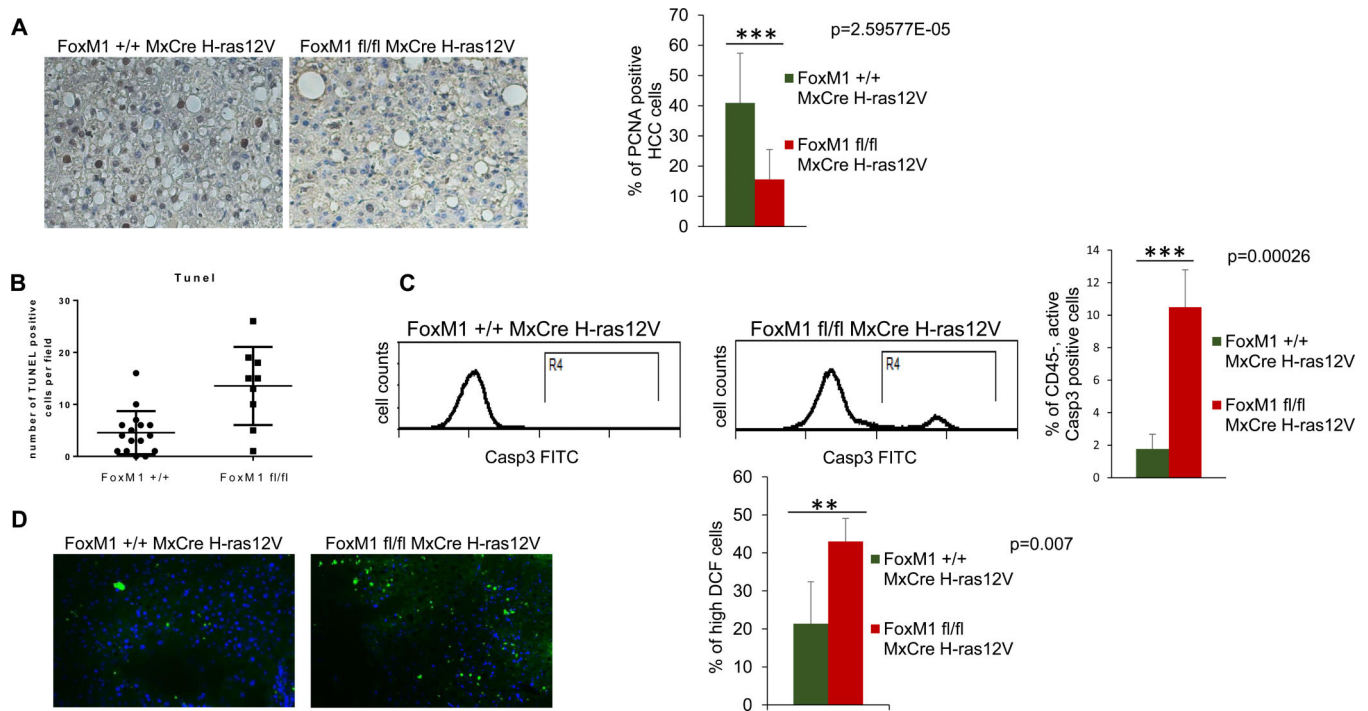 A
FoxM1 +/+ MxCre H-ras12V
FoxM1 fl/fl MxCre H-ras12V
% of PCNA positive
HCC cells
70
60
50
40
30
20
10
0
***
p=2.59577E-05
FoxM1 +/+
MxCre H-ras12V
FoxM1 fl/fl
MxCre H-ras12V
B
Tunel
number of TUNEL positive
cells per field
30
20
10
0
FoxM1 +/+
FoxM1 fl/fl
C
FoxM1 +/+ MxCre H-ras12V
cell counts
R4
Casp3 FITC
FoxM1 fl/fl MxCre H-ras12V
cell counts
R4
Casp3 FITC
% of CD45-, active
Casp3 positive cells
14
12
10
8
6
4
2
0
***
p=0.00026
FoxM1 +/+
MxCre H-ras12V
FoxM1 fl/fl
MxCre H-ras12V
D
FoxM1 +/+ MxCre H-ras12V
FoxM1 fl/fl MxCre H-ras12V
% of high DCF cells
60
50
40
30
20
10
0
**
p=0.007
FoxM1 +/+
MxCre H-ras12V
FoxM1 fl/fl
MxCre H-ras12V